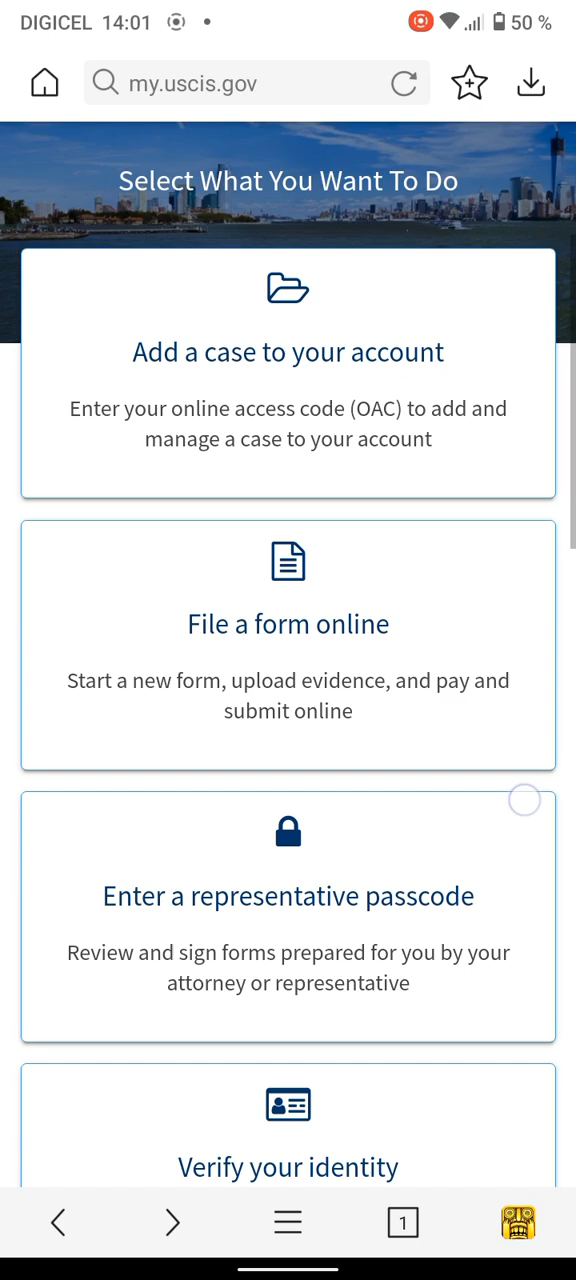 DIGICEL 14:01 50 %
my.uscis.gov
Select What You Want To Do
Add a case to your account
Enter your online access code (OAC) to add and
manage a case to your account
File a form online
Start a new form, upload evidence, and pay and
submit online
Enter a representative passcode
Review and sign forms prepared for you by your
attorney or representative
Verify your identity
1